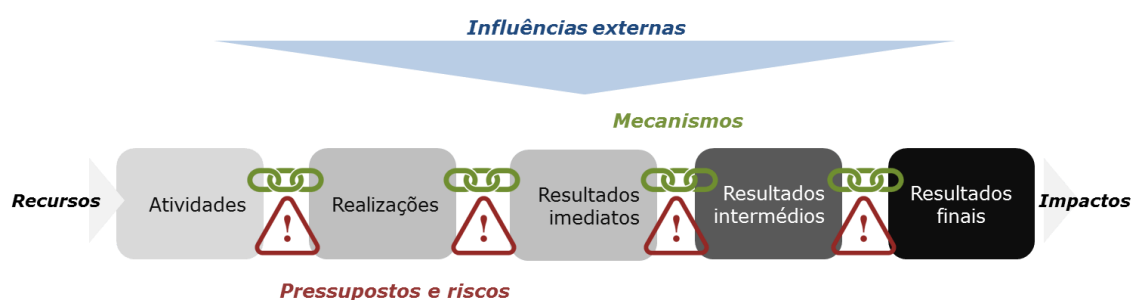 Influências externas
Mecanismos
Recursos
Atividades
Realizações
Resultados
imediatos
Resultados
intermédios
Resultados
finais
Impactos
Pressupostos e riscos